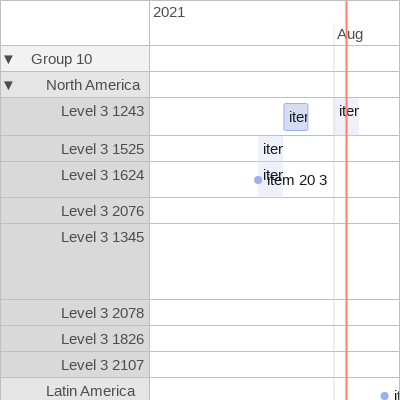 2021
Aug
▼ Group 10
▼ North America
Level 3 1243
iter
iter
Level 3 1525
iter
Level 3 1624
item 20 3
Level 3 2076
Level 3 1345
Level 3 2078
Level 3 1826
Level 3 2107
Latin America